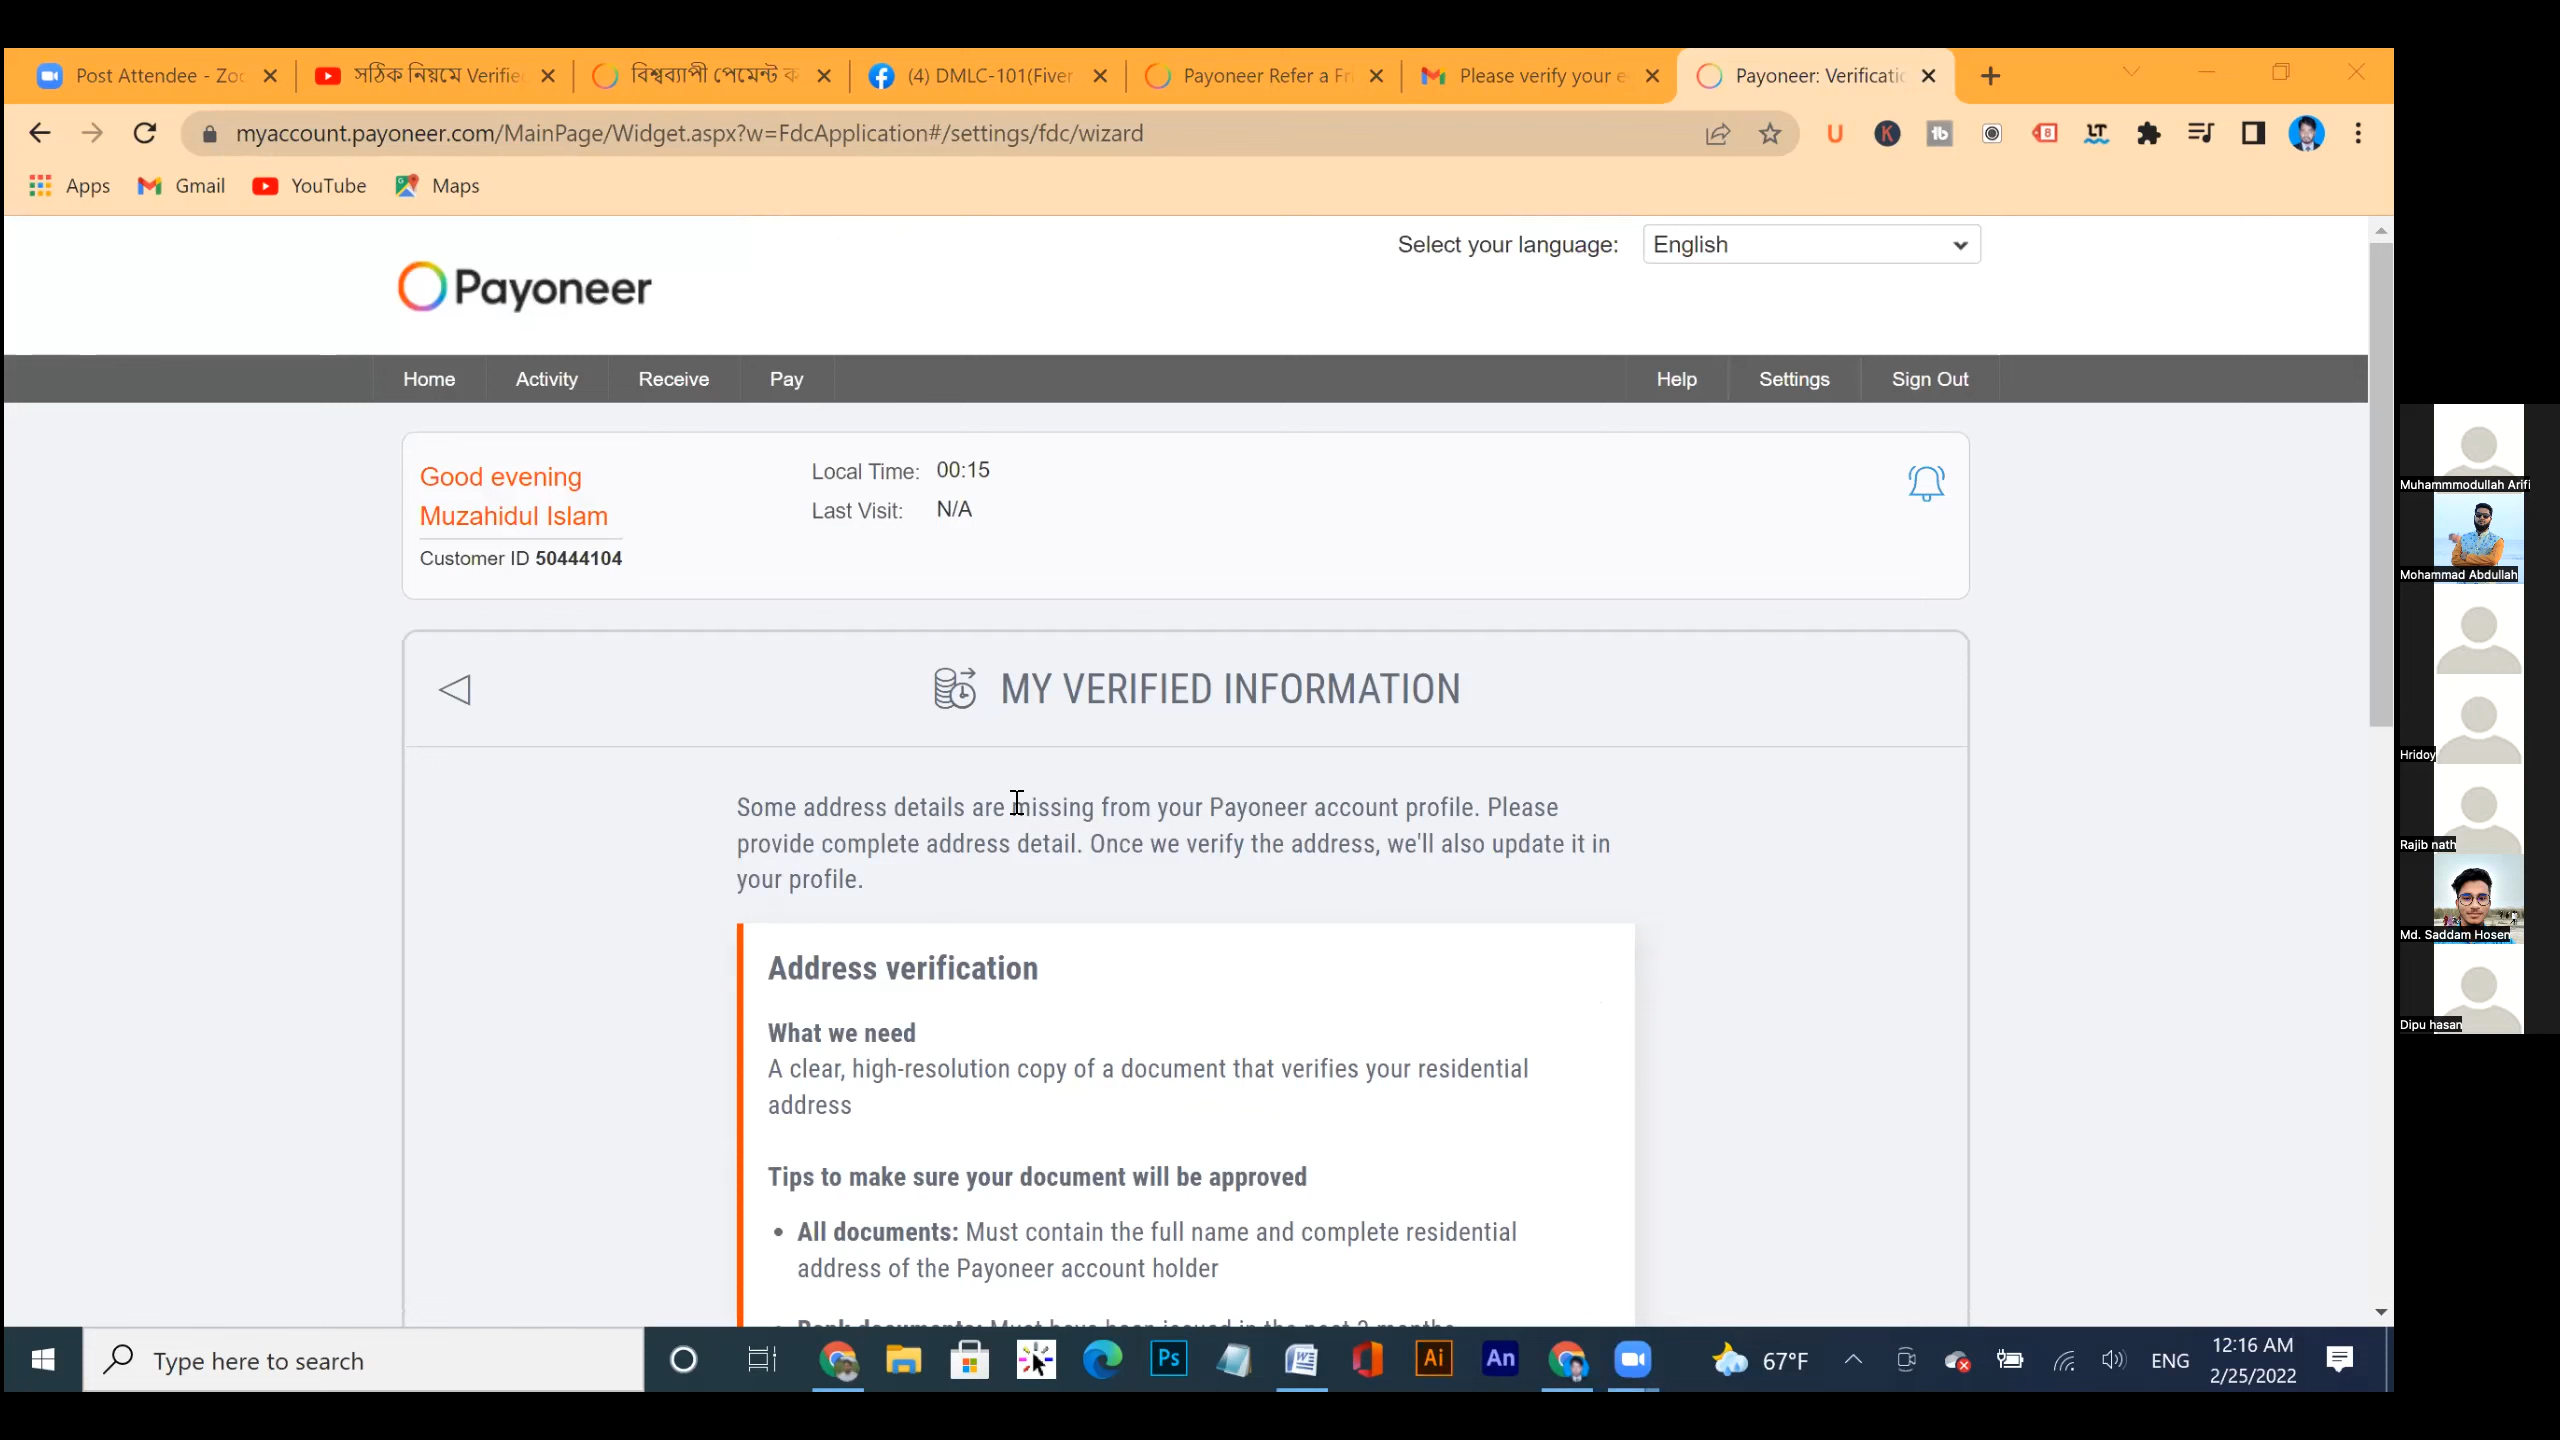 Post Attendee - Zoo
সঠিক নিয়মে Verifie
বিশ্বব্যাপী পেমেন্ট ক
(4) DMLC-101(Fiver
Payoneer Refer a Fri
Please verify your e
Payoneer: Verificatio
myaccount.payoneer.com/MainPage/Widget.aspx?w=FdcApplication#/settings/fdc/wizard
Apps
Gmail
YouTube
Maps
Select your language:
English
Payoneer
Home
Activity
Receive
Pay
Help
Settings
Sign Out
Good evening
Muzahidul Islam
Customer ID 50444104
Local Time: 00:15
Last Visit: N/A
MY VERIFIED INFORMATION
Some address details are missing from your Payoneer account profile. Please
provide complete address detail. Once we verify the address, we'll also update it in
your profile.
Address verification
What we need
A clear, high-resolution copy of a document that verifies your residential
address
Tips to make sure your document will be approved
• All documents: Must contain the full name and complete residential
address of the Payoneer account holder
Muhammmodullah Arifi
Mohammad Abdullah
Hridoy
Rajib nath
Md. Saddam Hosen
Dipu hasan
Type here to search
Ps
Ai
An
67°F
ENG
12:16 AM
2/25/2022